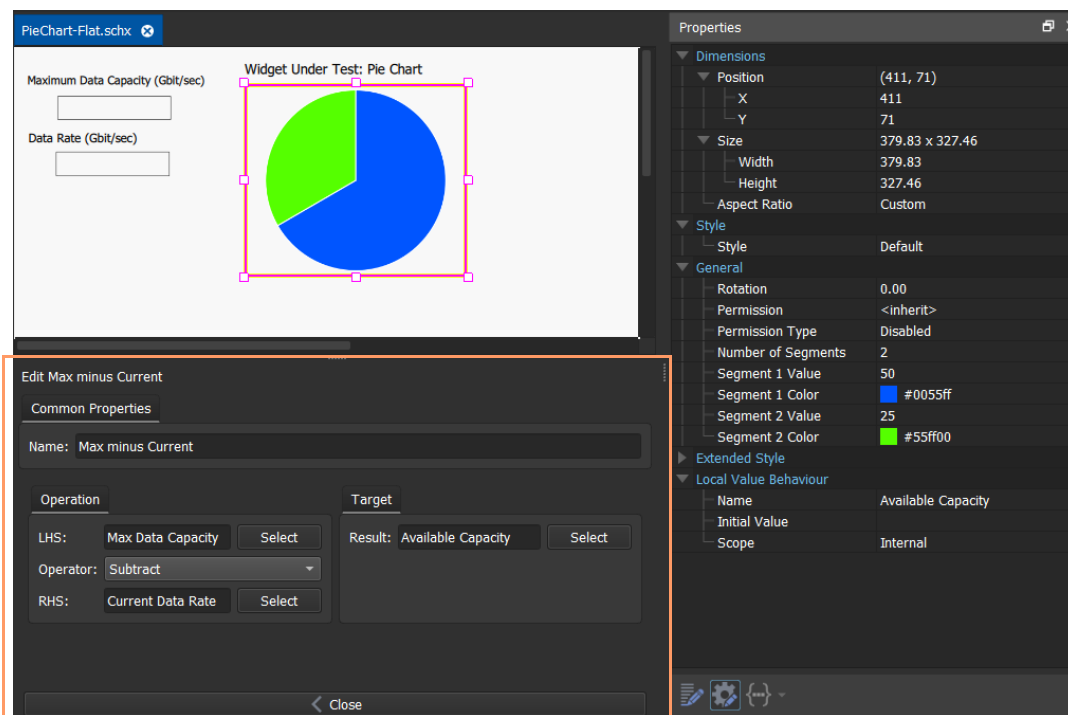 PieChart-Flat.schx
Maximum Data Capacity (Gbit/sec)
Data Rate (Gbit/sec)
Widget Under Test: Pie Chart
Edit Max minus Current
Common Properties
Name: Max minus Current
Operation
LHS: Max Data Capacity Select
Operator: Subtract
RHS: Current Data Rate Select
Target
Result: Available Capacity Select
Close
Properties
Dimensions
Position (411, 71)
X 411
Y 71
Size 379.83 x 327.46
Width 379.83
Height 327.46
Aspect Ratio Custom
Style
Style Default
General
Rotation 0.00
Permission <inherit>
Permission Type Disabled
Number of Segments 2
Segment 1 Value 50
Segment 1 Color #0055ff
Segment 2 Value 25
Segment 2 Color #55ff00
Extended Style
Local Value Behaviour
Name Available Capacity
Initial Value
Scope Internal